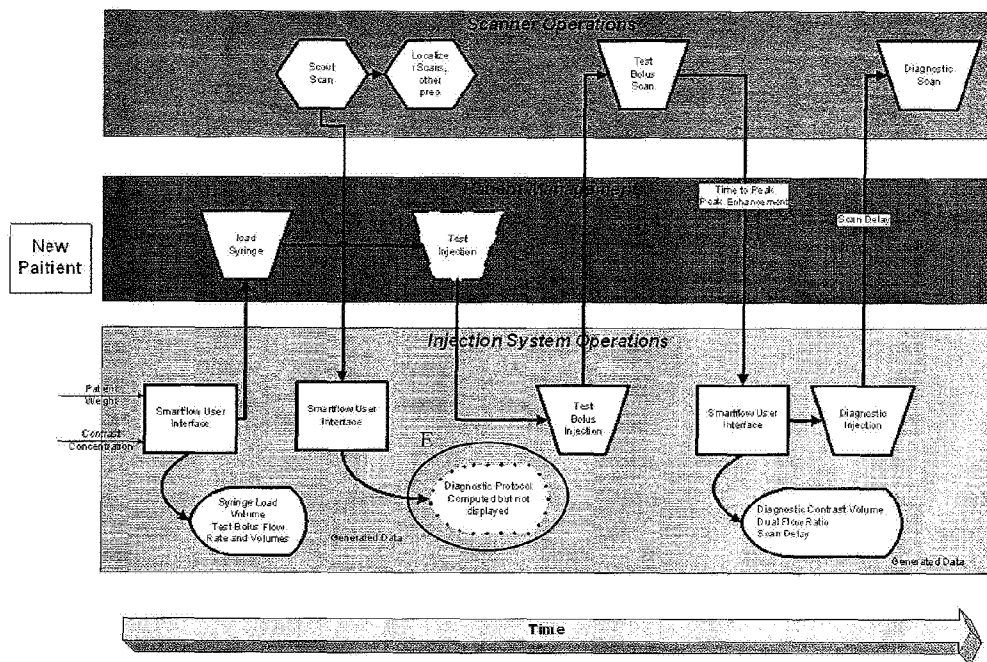 Scanner Operations
Scout
Scan
Localize
Scans,
other
prep
Test
Bolus
Scan
Diagnostic
Scan
Time to Peak
Peak Enhancement
Scan Delay
load
Syringe
Test
Injection
New
Paitient
Injection System Operations
Patient
Weight
Contrast
Concentration
Smartflow User
Interface
Smartflow User
Interface
E
Test
Bolus
Injection
Smartflow User
Interface
Diagnostic
Injection
Syringe Load
Volume
Test Bolus Flow
Rate and Volumes
Generated Data
Diagnostic Protocol
Computed but not
displayed
Diagnostic Contrast Volume
Dual Flow Ratio
Scan Delay
Generated Data
Time